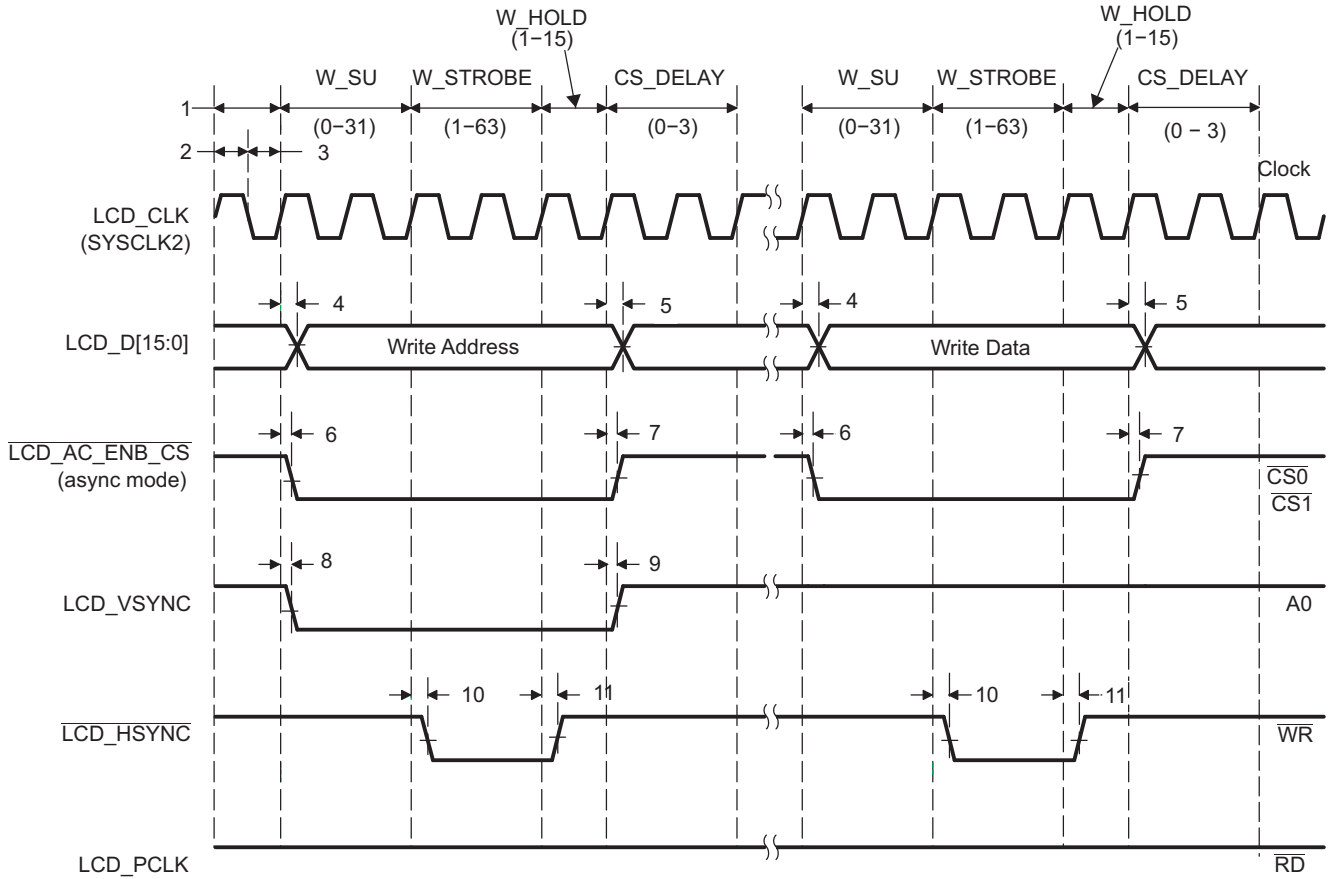 W_HOLD W_HOLD
(1−15) (1−15)
W_SU W_STROBE CS_DELAY W_SU W_STROBE CS_DELAY
1
(0−31) (1−63) (0−3) (0−31) (1−63) (0 − 3)
2 3
Clock
LCD_CLK
(SYSCLK2)
4 5 4 5
LCD_D[15:0] Write Address Write Data
6 7 6 7
LCD_AC_ENB_CS
(async mode)
CS0
CS1
8 9
LCD_VSYNC A0
10 11 10 11
LCD_HSYNC WR
LCD_PCLK RD